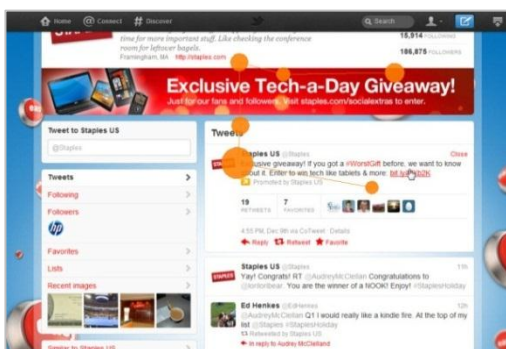 Home @ Connect # Discover
Search
time for more important stuff. Like checking the conference
room for leftover bagels.
Framingham, MA http://staples.com
15,914 FOLLOWING
186,875 FOLLOWERS
Exclusive Tech-a-Day Giveaway!
Just for our fans and followers. Visit staples.com/socialextras to enter.
Tweet to Staples US
@Staples
Tweets
Following
Followers
hp
Favorites
Lists
Recent images
Similar to Staples US
Tweets
Staples US @Staples
Close
Exclusive giveaway! If you got a #WorstGift before, we want to know
about it. Enter to win tech like tablets & more:
Promoted by Staples US
19 RETWEETS
7 FAVORITES
4:55 PM, Dec 9th via CoTweet · Details
Reply Retweet Favorite
Staples US @Staples
11h
Yay! Congrats! RT @AudreyMcClellan Congratulations to
You are the winner of a NOOK! Enjoy! #StaplesHoliday
Ed Henkes @EdHenkes
12h
@AudreyMcClellan Q1 I would really like a kindle fire. At the top of my
list @Staples #StaplesHoliday
Retweeted by Staples US
In reply to Audrey McClelland